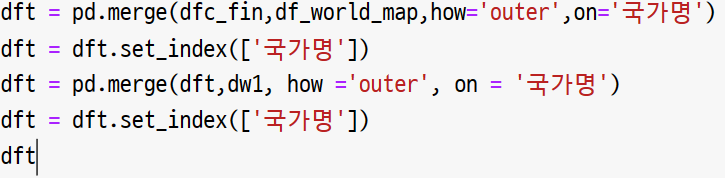 dft = pd.merge(dfc_fin,df_world_map,how='outer',on='국가명')
dft = dft.set_index(['국가명'])
dft = pd.merge(dft,dw1, how ='outer', on = '국가명')
dft = dft.set_index(['국가명'])
dft